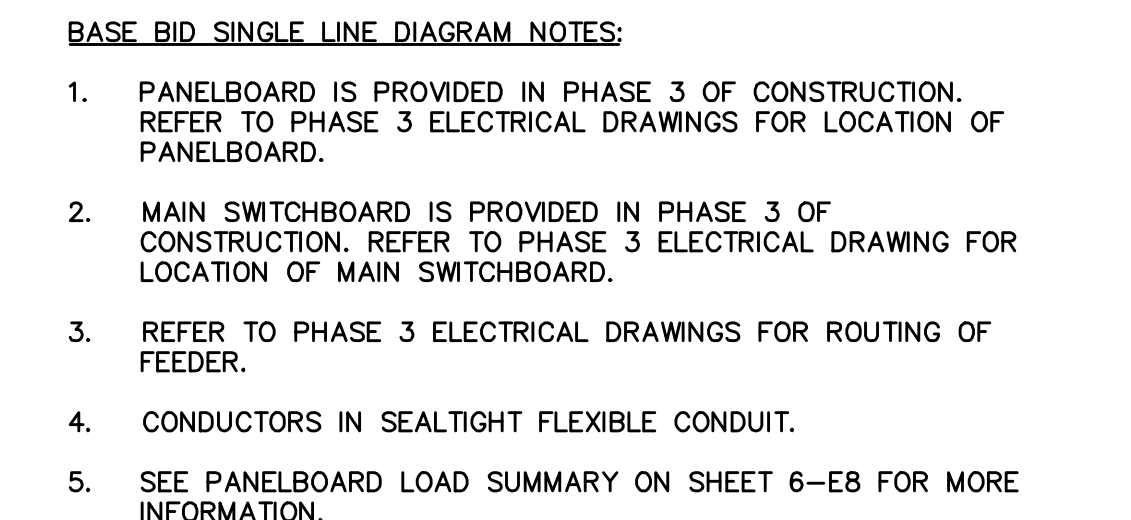 BASE BID SINGLE LINE DIAGRAM NOTES:
1. PANELBOARD IS PROVIDED IN PHASE 3 OF CONSTRUCTION.
REFER TO PHASE 3 ELECTRICAL DRAWINGS FOR LOCATION OF
PANELBOARD.
2. MAIN SWITCHBOARD IS PROVIDED IN PHASE 3 OF
CONSTRUCTION. REFER TO PHASE 3 ELECTRICAL DRAWING FOR
LOCATION OF MAIN SWITCHBOARD.
3. REFER TO PHASE 3 ELECTRICAL DRAWINGS FOR ROUTING OF
FEEDER.
4. CONDUCTORS IN SEALTIGHT FLEXIBLE CONDUIT.
5. SEE PANELBOARD LOAD SUMMARY ON SHEET 6-E8 FOR MORE
INFORMATION.